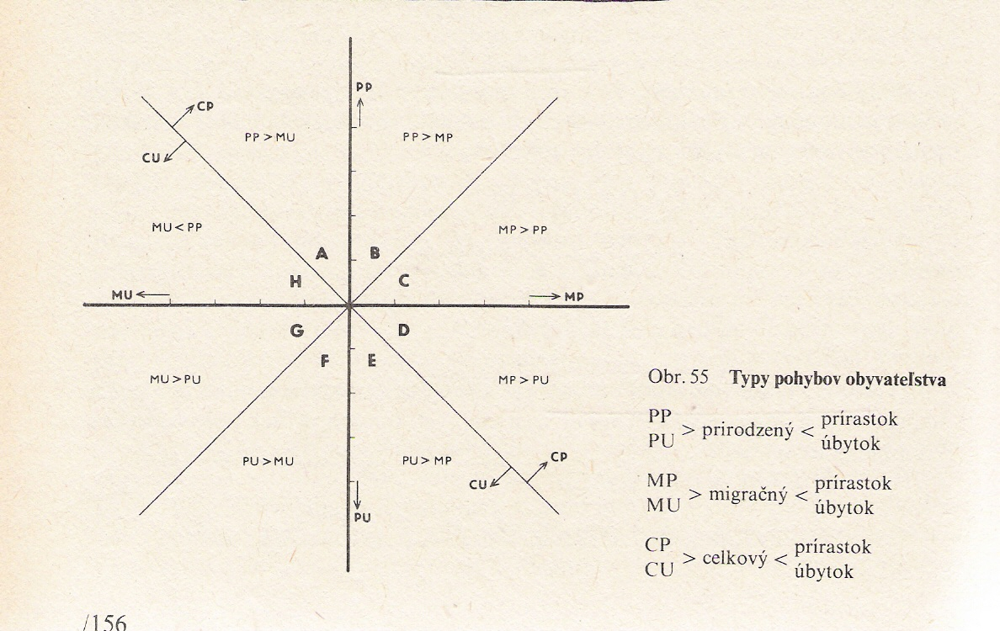 PP
CP
PP > MU
PP > MP
CU
MU < PP
MP > PP
A
B
H
C
MU
MP
G
D
F
E
MU > PU
MP > PU
PU > MU
PU > MP
CP
CU
PU
Obr. 55 Typy pohybov obyvateľstva
PP
PU
> prirodzený <
prírastok
úbytok
MP
MU
> migračný <
prírastok
úbytok
CP
CU
> celkový <
prírastok
úbytok
/156